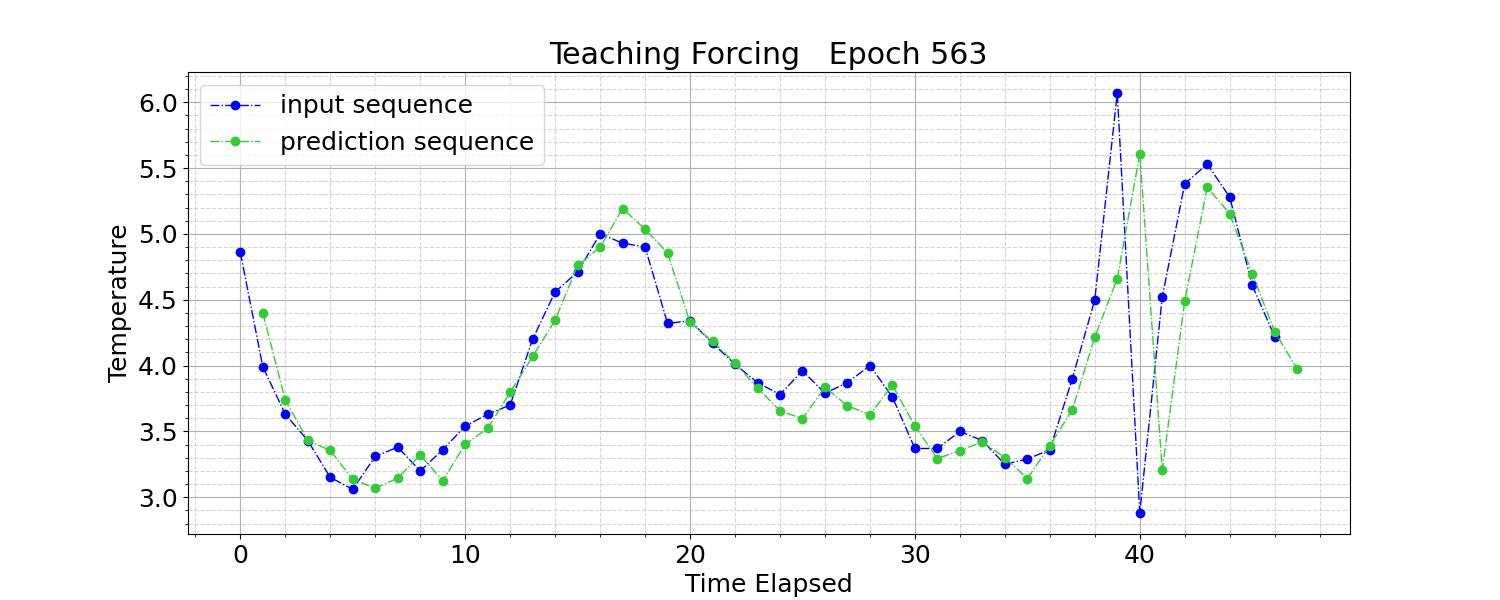 Teaching Forcing   Epoch 563
input sequence
prediction sequence
Temperature
6.0
5.5
5.0
4.5
4.0
3.5
3.0
0
10
20
30
40
Time Elapsed